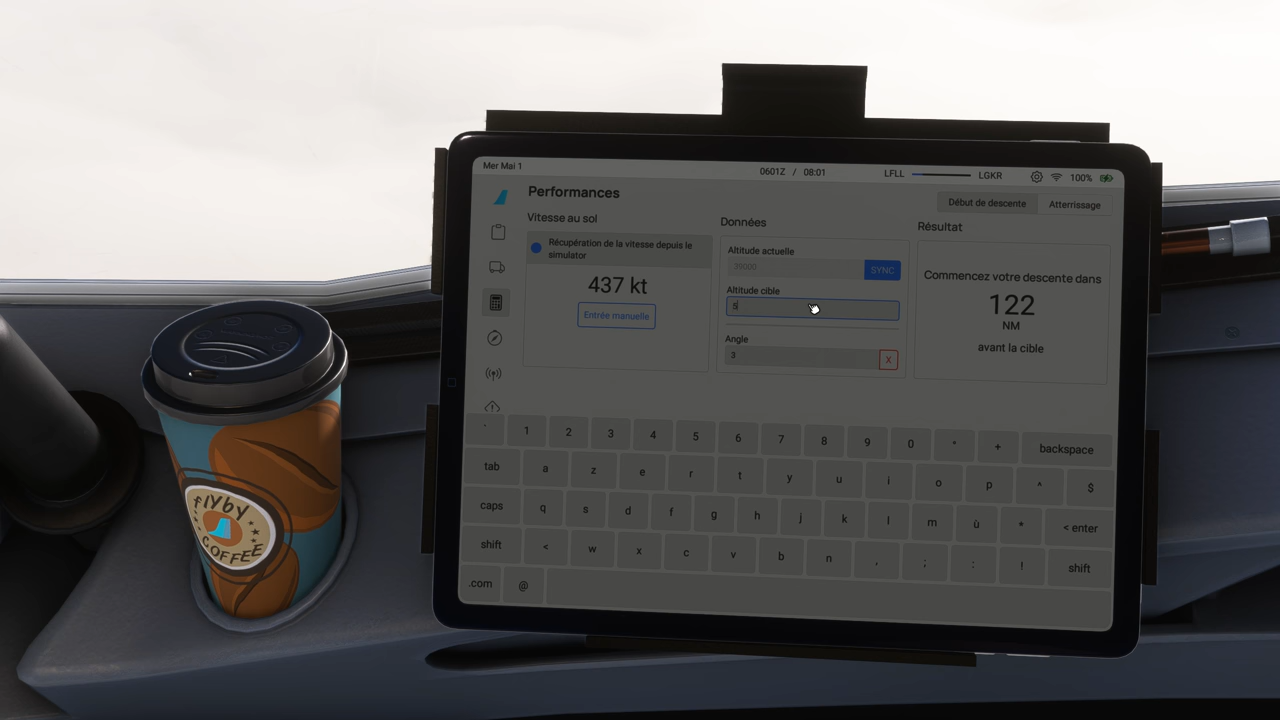 Mer Mai 1
0601Z / 08:01
LFLL LGKR
100%
Performances
Début de descente
Atterrissage
Vitesse au sol
Récupération de la vitesse depuis le
simulator
437 kt
Entrée manuelle
Données
Altitude actuelle
39000
SYNC
Altitude cible
5
Angle
3
X
Résultat
Commencez votre descente dans
122
NM
avant la cible
` 1 2 3 4 5 6 7 8 9 0 * + backspace
tab a z e r t y u i o p ^ $
caps q s d f g h j k l m ù * < enter
shift < w x c v b n , ; : ! shift
.com @
flyby
COFFEE